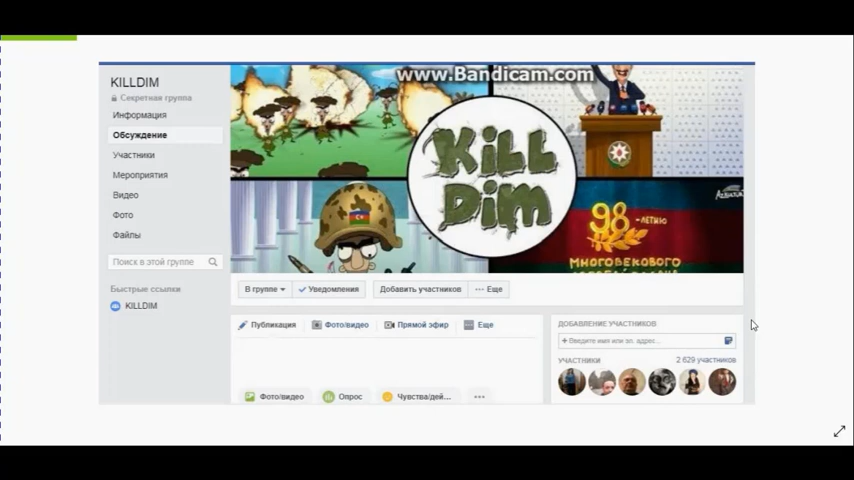 www.Bandicam.com
KILLDIM
Секретная группа
Информация
Обсуждение
Участники
Мероприятия
Видео
Фото
Файлы
Поиск в этой группе
Быстрые ссылки
KILLDIM
KiLL
Dim
98-ЛЕТИЮ
МНОГОВЕКОВОГО
В группе
Уведомления
Добавить участников
Еще
Публикация
Фото/видео
Прямой эфир
Еще
Фото/видео
Опрос
Чувства/дей...
ДОБАВЛЕНИЕ УЧАСТНИКОВ
+ Введите имя или эл. адрес...
УЧАСТНИКИ
2 629 участников